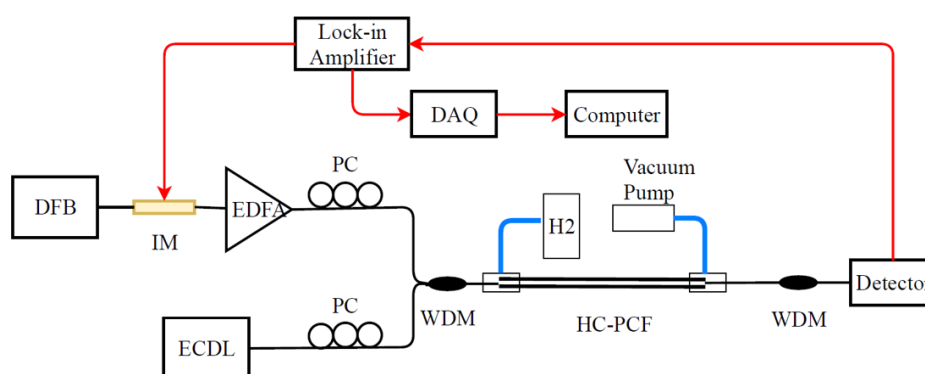 Lock-in
Amplifier
DAQ
Computer
PC
Vacuum
Pump
DFB
EDFA
H2
IM
Detector
PC
WDM
HC-PCF
WDM
ECDL